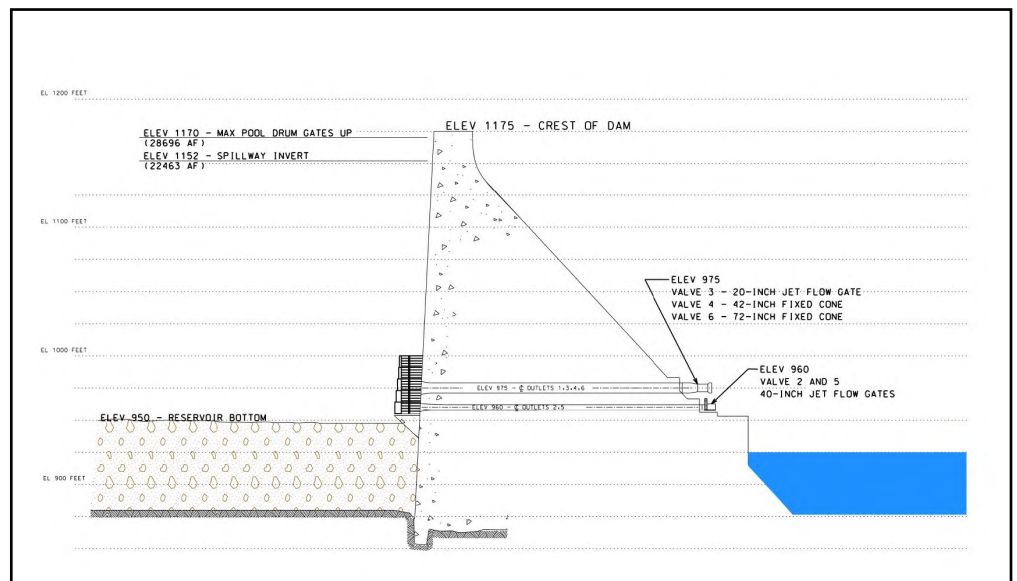 EL 1200 FEET
ELEV 1175 - CREST OF DAM
ELEV 1170 - MAX POOL DRUM GATES UP
(28696 AF)
ELEV 1152 - SPILLWAY INVERT
(22463 AF)
EL 1100 FEET
ELEV 975
VALVE 3 - 20-INCH JET FLOW GATE
VALVE 4 - 42-INCH FIXED CONE
VALVE 6 - 72-INCH FIXED CONE
EL 1000 FEET
ELEV 960
VALVE 2 AND 5
40-INCH JET FLOW GATES
ELEV 975 - ℄ OUTLETS 1,3,4,6
ELEV 960 - ℄ OUTLETS 2,5
ELEV 950 - RESERVOIR BOTTOM
EL 900 FEET